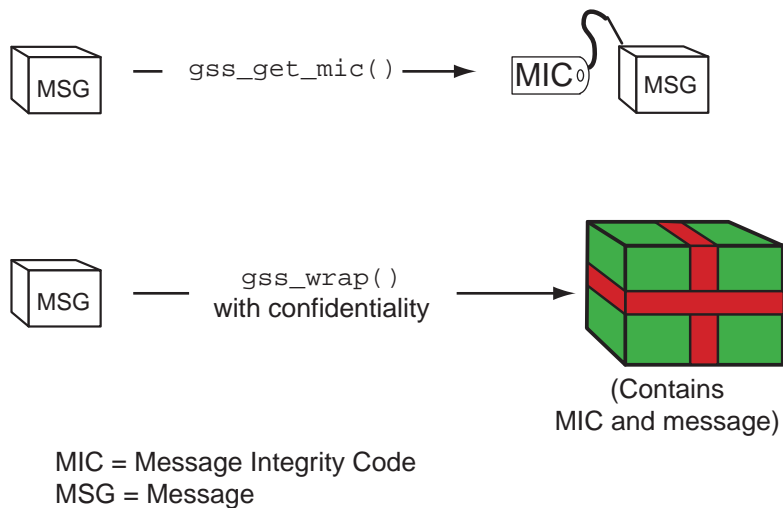 MSG
gss_get_mic()
MIC
MSG
MSG
gss_wrap()
with confidentiality
(Contains
MIC and message)
MIC = Message Integrity Code
MSG = Message